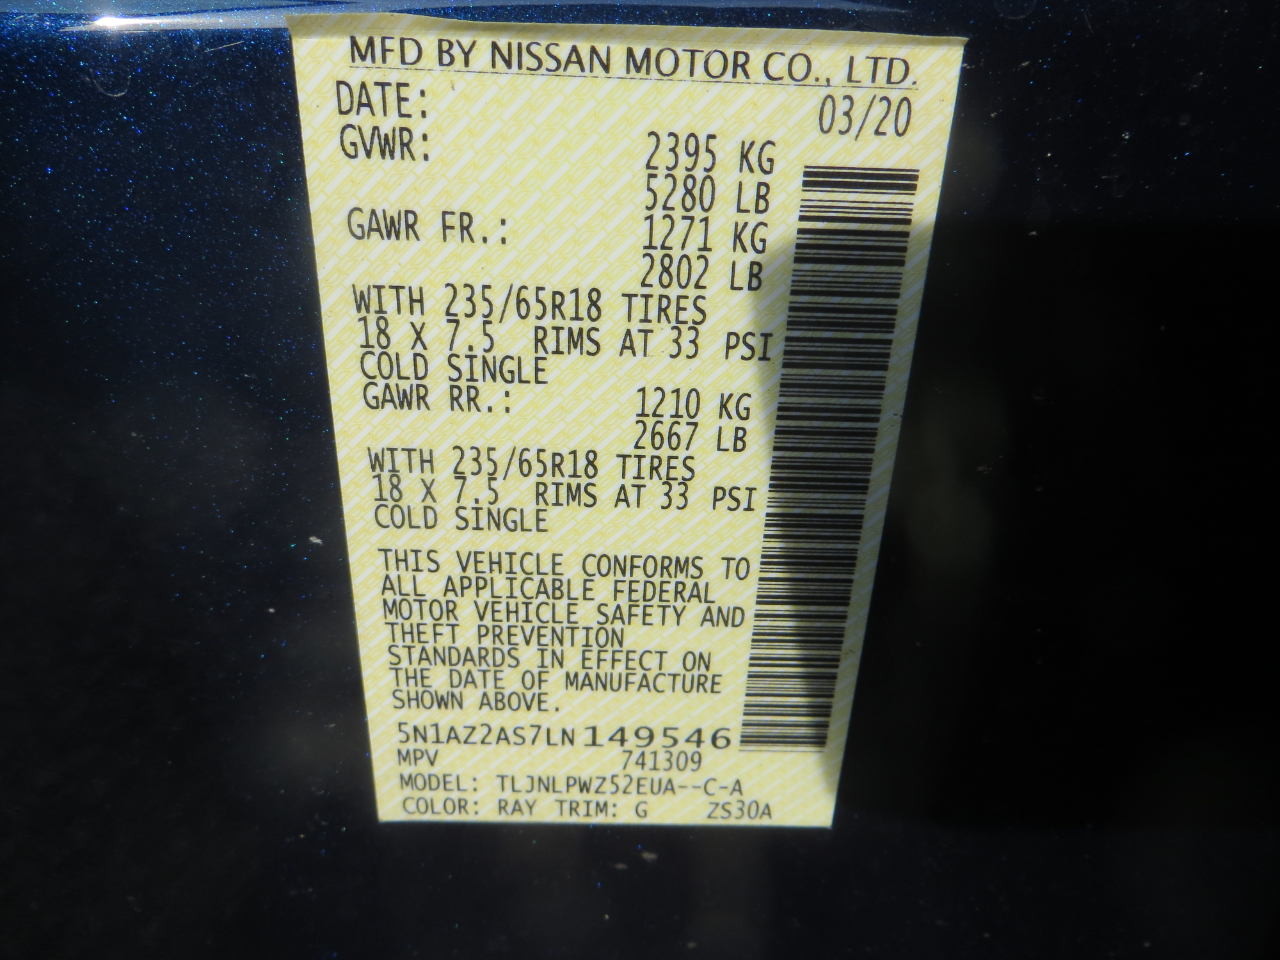 MFD BY NISSAN MOTOR CO., LTD.
DATE: 03/20
GVWR: 2395 KG
5280 LB
GAWR FR.: 1271 KG
2802 LB
WITH 235/65R18 TIRES
18 X 7.5 RIMS AT 33 PSI
COLD SINGLE
GAWR RR.: 1210 KG
2667 LB
WITH 235/65R18 TIRES
18 X 7.5 RIMS AT 33 PSI
COLD SINGLE
THIS VEHICLE CONFORMS TO
ALL APPLICABLE FEDERAL
MOTOR VEHICLE SAFETY AND
THEFT PREVENTION
STANDARDS IN EFFECT ON
THE DATE OF MANUFACTURE
SHOWN ABOVE.
5N1AZ2AS7LN149546
MPV 741309
MODEL: TLJNLPWZ52EUA--C-A
COLOR: RAY TRIM: G ZS30A